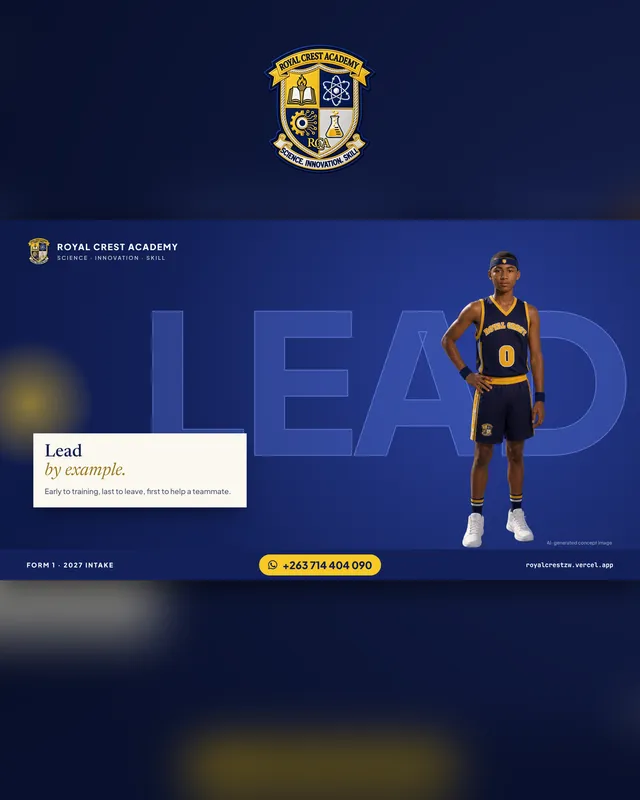 ROYAL CREST ACADEMY
RCA
SCIENCE. INNOVATION. SKILL
ROYAL CREST ACADEMY
SCIENCE · INNOVATION · SKILL
LEAD
ROYAL CREST
0
Lead
by example.
Early to training, last to leave, first to help a teammate.
AI-generated concept image
FORM 1 · 2027 INTAKE
+263 714 404 090
royalcrestzw.vercel.app